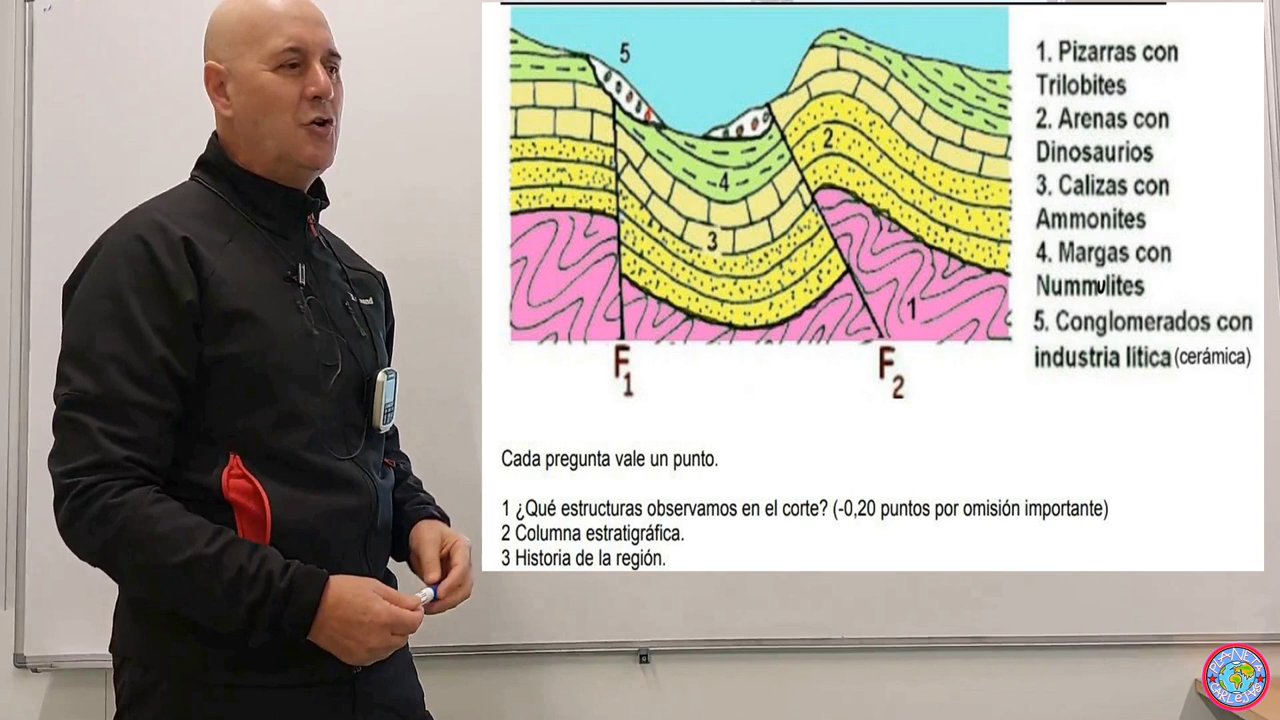 5
2
4
3
1
F1
F2
1. Pizarras con
Trilobites
2. Arenas con
Dinosaurios
3. Calizas con
Ammonites
4. Margas con
Nummulites
5. Conglomerados con
industria lítica (cerámica)
Cada pregunta vale un punto.
1 ¿Qué estructuras observamos en el corte? (-0,20 puntos por omisión importante)
2 Columna estratigráfica.
3 Historia de la región.
PLANETA
CARLEJUS